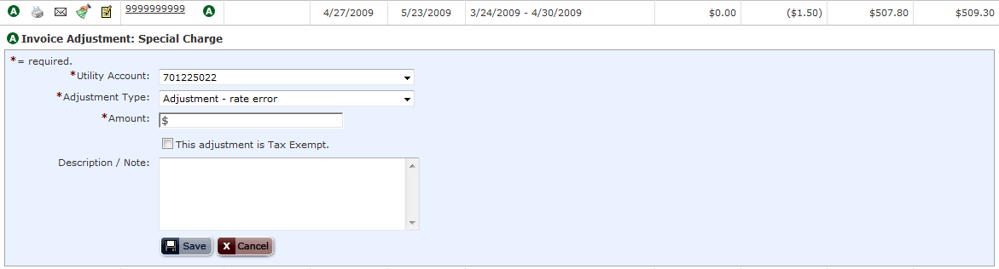 A 9999999999 A 4/27/2009 5/23/2009 3/24/2009 - 4/30/2009 $0.00 ($1.50) $507.80 $509.30
A Invoice Adjustment: Special Charge
*= required.
*Utility Account: 701225022
*Adjustment Type: Adjustment - rate error
*Amount: $
This adjustment is Tax Exempt.
Description / Note:
Save X Cancel